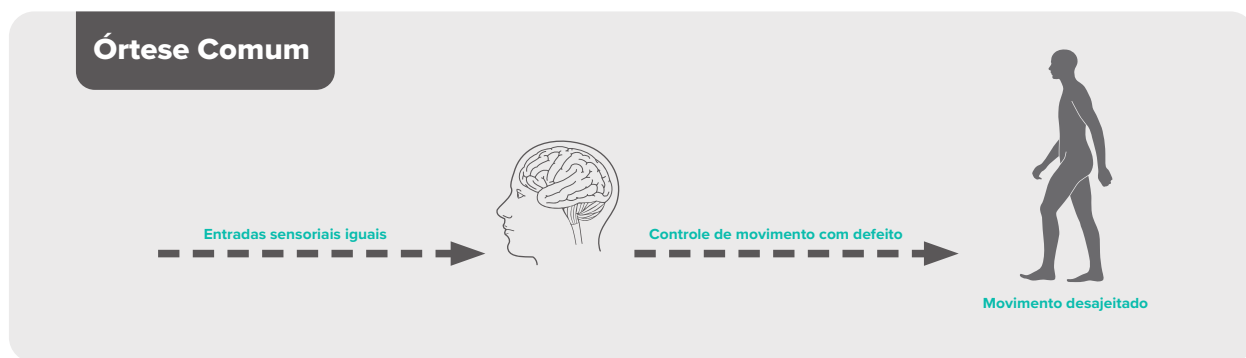 Órtese Comum
Entradas sensoriais iguais
Controle de movimento com defeito
Movimento desajeitado